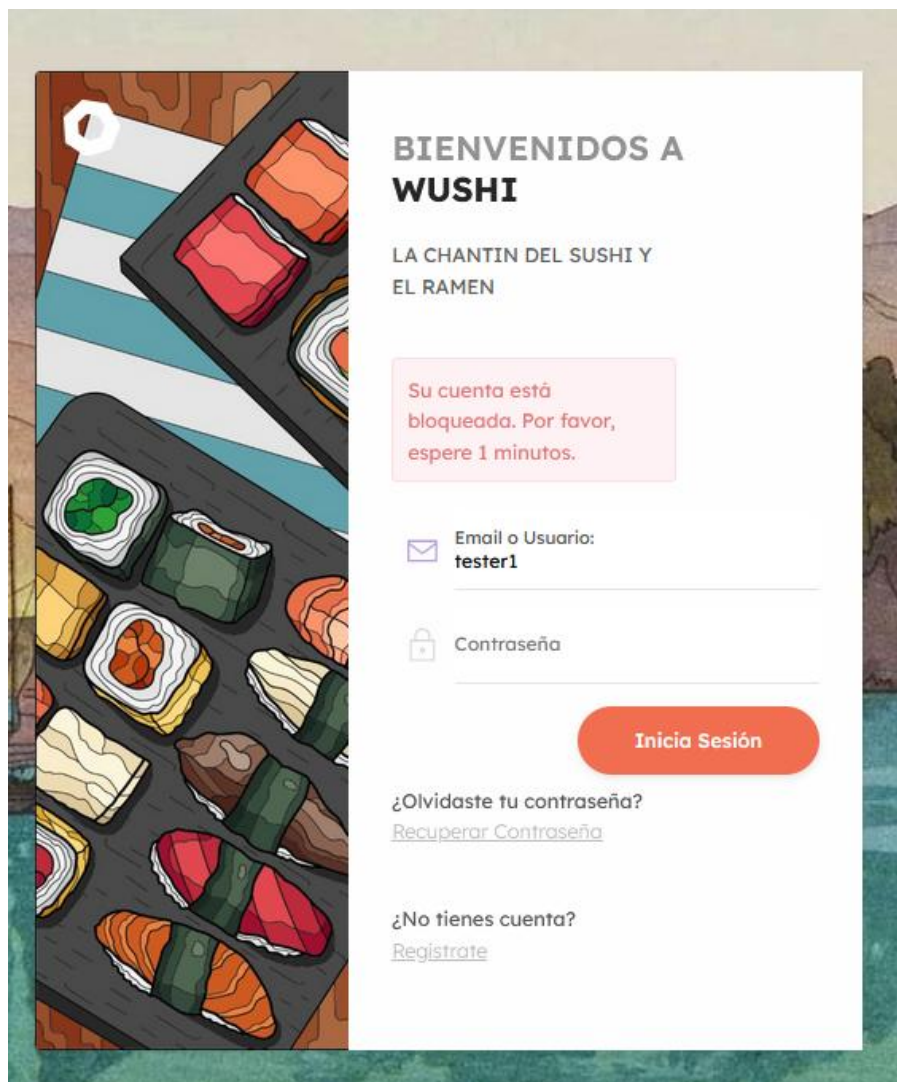 BIENVENIDOS A
WUSHI
LA CHANTIN DEL SUSHI Y
EL RAMEN
Su cuenta está
bloqueada. Por favor,
espere 1 minutos.
Email o Usuario:
tester1
Contraseña
Inicia Sesión
¿Olvidaste tu contraseña?
Recuperar Contraseña
¿No tienes cuenta?
Registrate